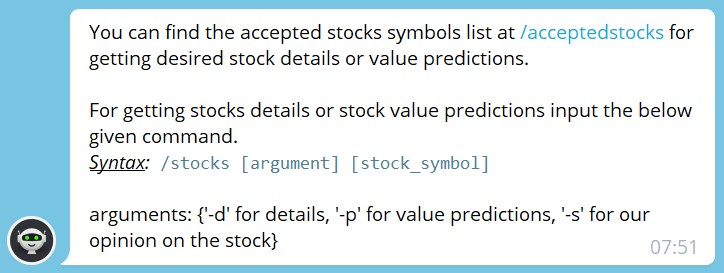 You can find the accepted stocks symbols list at /acceptedstocks for
getting desired stock details or value predictions.
For getting stocks details or stock value predictions input the below
given command.
Syntax: /stocks [argument] [stock_symbol]
arguments: {'-d' for details, '-p' for value predictions, '-s' for our
opinion on the stock}
07:51